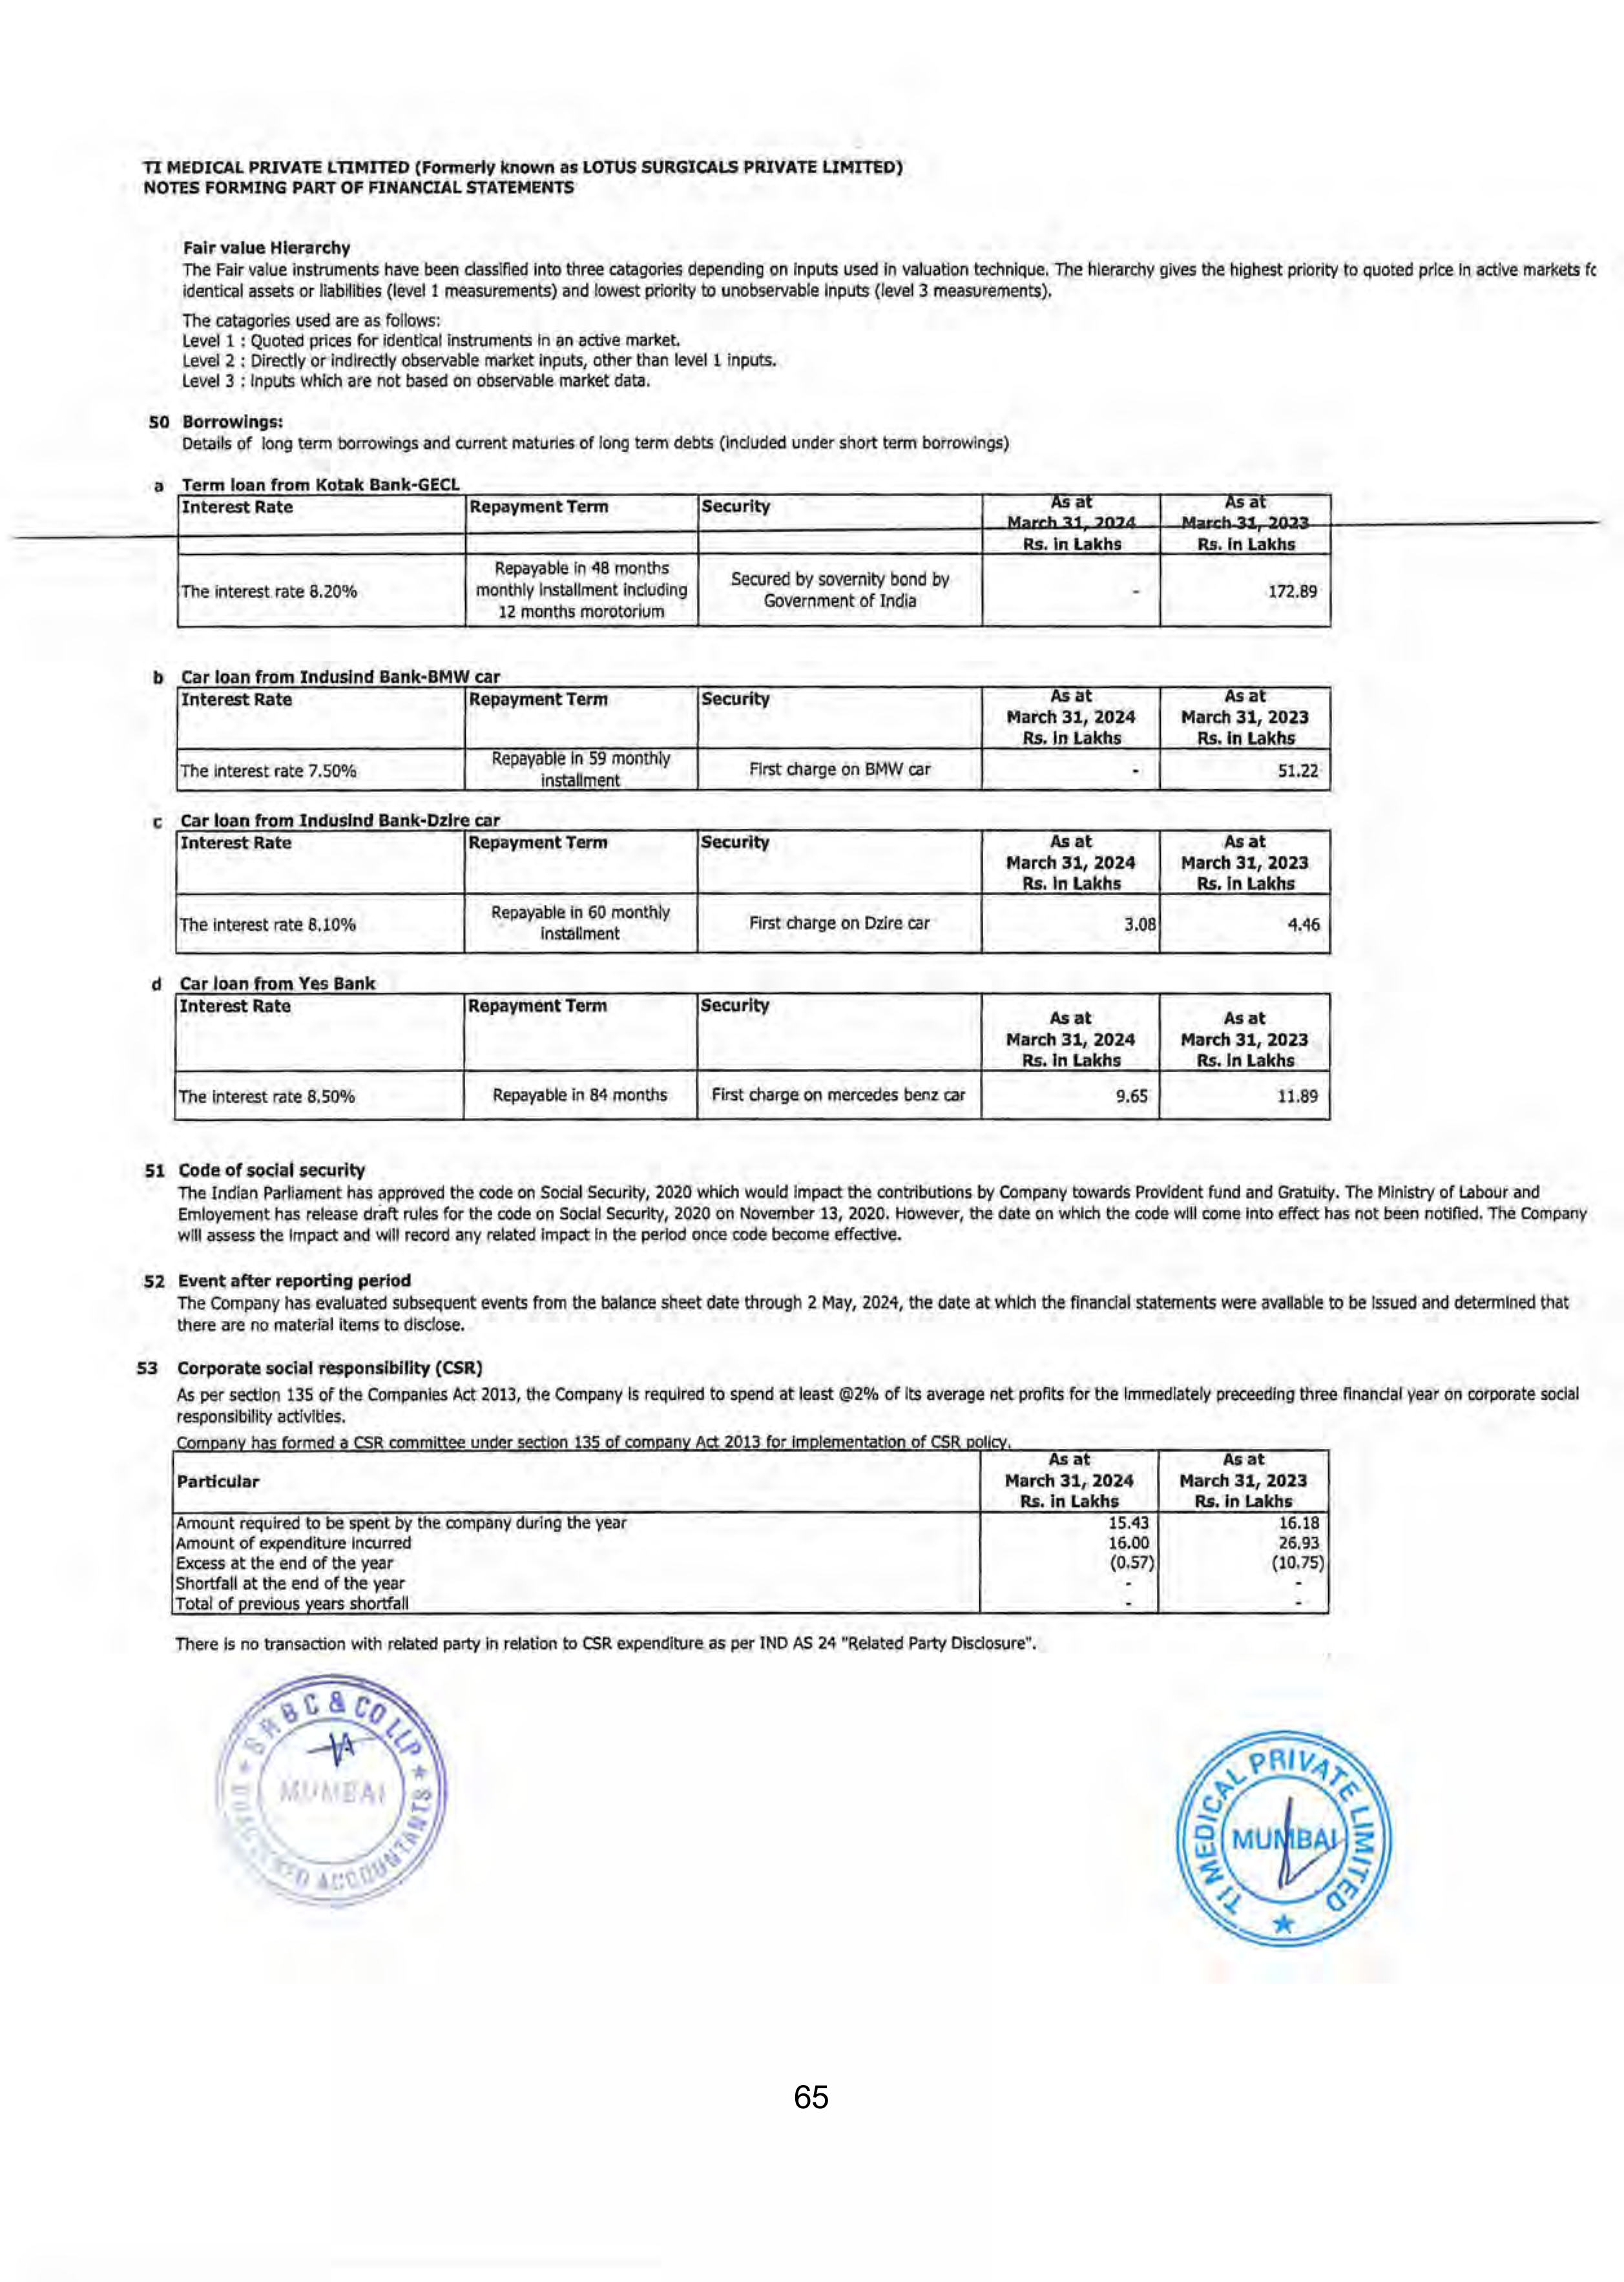 TI MEDICAL PRIVATE LTIMITED (Formerly known as LOTUS SURGICALS PRIVATE LIMITED)
NOTES FORMING PART OF FINANCIAL STATEMENTS
Fair value Hierarchy
The Fair value instruments have been classified into three catagories depending on inputs used in valuation technique. The hierarchy gives the highest priority to quoted price in active markets fc
identical assets or liabilities (level 1 measurements) and lowest priority to unobservable inputs (level 3 measurements).
The catagories used are as follows:
Level 1 : Quoted prices for identical instruments in an active market.
Level 2 : Directly or indirectly observable market inputs, other than level 1 inputs.
Level 3 : Inputs which are not based on observable market data.
50 Borrowings:
Details of long term borrowings and current maturies of long term debts (included under short term borrowings)
a Term loan from Kotak Bank-GECL
Interest Rate Repayment Term Security As at As at
March 31, 2024 March 31, 2023
Rs. in Lakhs Rs. in Lakhs
Repayable in 48 months
The interest rate 8.20% monthly installment including Secured by sovernity bond by - 172.89
12 months morotorium Government of India
b Car loan from Indusind Bank-BMW car
Interest Rate Repayment Term Security As at As at
March 31, 2024 March 31, 2023
Rs. in Lakhs Rs. in Lakhs
The interest rate 7.50% Repayable in 59 monthly First charge on BMW car - 51.22
installment
c Car loan from Indusind Bank-Dzire car
Interest Rate Repayment Term Security As at As at
March 31, 2024 March 31, 2023
Rs. in Lakhs Rs. in Lakhs
The interest rate 8.10% Repayable in 60 monthly First charge on Dzire car 3.08 4.46
installment
d Car loan from Yes Bank
Interest Rate Repayment Term Security As at As at
March 31, 2024 March 31, 2023
Rs. in Lakhs Rs. in Lakhs
The interest rate 8.50% Repayable in 84 months First charge on mercedes benz car 9.65 11.89
51 Code of social security
The Indian Parliament has approved the code on Social Security, 2020 which would impact the contributions by Company towards Provident fund and Gratuity. The Ministry of Labour and
Emloyement has release draft rules for the code on Social Security, 2020 on November 13, 2020. However, the date on which the code will come into effect has not been notified. The Company
will assess the impact and will record any related impact in the period once code become effective.
52 Event after reporting period
The Company has evaluated subsequent events from the balance sheet date through 2 May, 2024, the date at which the financial statements were available to be issued and determined that
there are no material items to disclose.
53 Corporate social responsibility (CSR)
As per section 135 of the Companies Act 2013, the Company is required to spend at least @2% of its average net profits for the immediately preceeding three financial year on corporate social
responsibility activities.
Company has formed a CSR committee under section 135 of company Act 2013 for implementation of CSR policy.
Particular As at As at
March 31, 2024 March 31, 2023
Rs. in Lakhs Rs. in Lakhs
Amount required to be spent by the company during the year 15.43 16.18
Amount of expenditure incurred 16.00 26.93
Excess at the end of the year (0.57) (10.75)
Shortfall at the end of the year - -
Total of previous years shortfall - -
There is no transaction with related party in relation to CSR expenditure as per IND AS 24 "Related Party Disclosure".
& CO LLP
MUMBAI
ACCOUNTANTS
TI MEDICAL PRIVATE LIMITED
MUMBAI
65